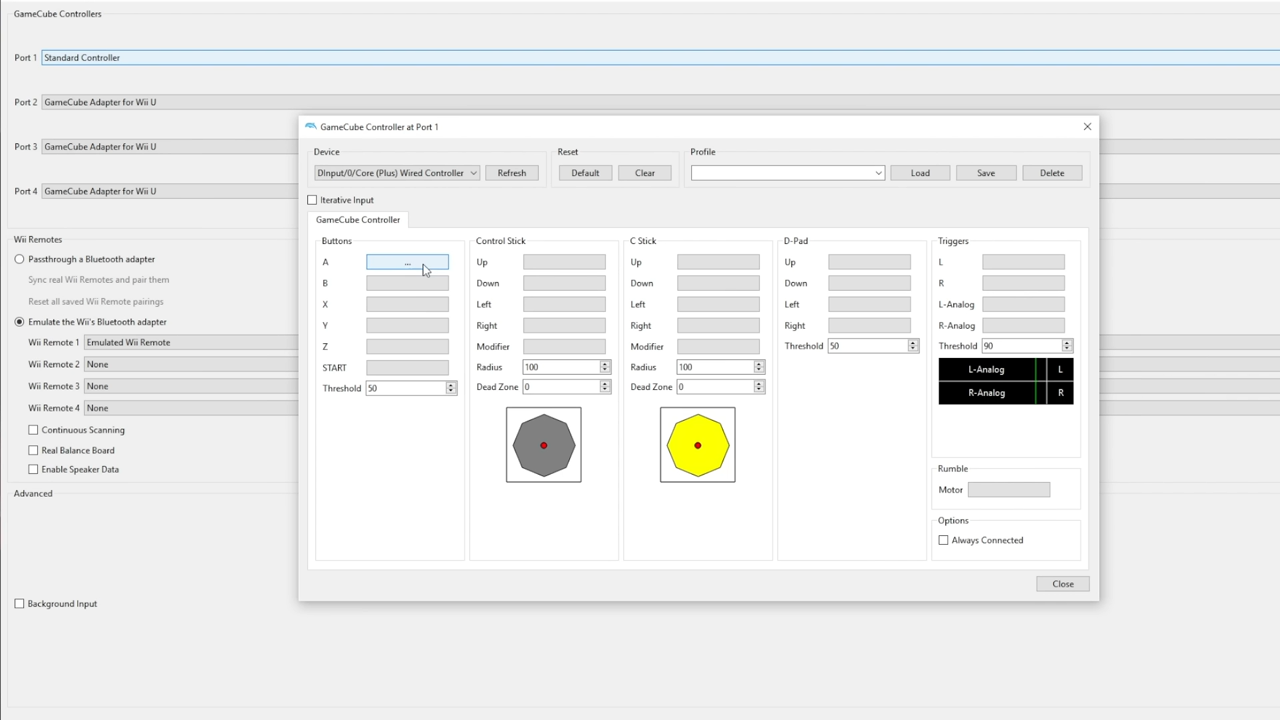 GameCube Controllers
Port 1 Standard Controller
Port 2 GameCube Adapter for Wii U
Port 3 GameCube Adapter for Wii U
Port 4 GameCube Adapter for Wii U
Wii Remotes
Passthrough a Bluetooth adapter
Sync real Wii Remotes and pair them
Reset all saved Wii Remote pairings
Emulate the Wii's Bluetooth adapter
Wii Remote 1 Emulated Wii Remote
Wii Remote 2 None
Wii Remote 3 None
Wii Remote 4 None
Continuous Scanning
Real Balance Board
Enable Speaker Data
Advanced
Background Input
GameCube Controller at Port 1
Device
DInput/0/Core (Plus) Wired Controller
Refresh
Reset
Default
Clear
Profile
Load
Save
Delete
Iterative Input
GameCube Controller
Buttons
A ...
B
X
Y
Z
START
Threshold 50
Control Stick
Up
Down
Left
Right
Modifier
Radius 100
Dead Zone 0
C Stick
Up
Down
Left
Right
Modifier
Radius 100
Dead Zone 0
D-Pad
Up
Down
Left
Right
Threshold 50
Triggers
L
R
L-Analog
R-Analog
Threshold 90
L-Analog L
R-Analog R
Rumble
Motor
Options
Always Connected
Close